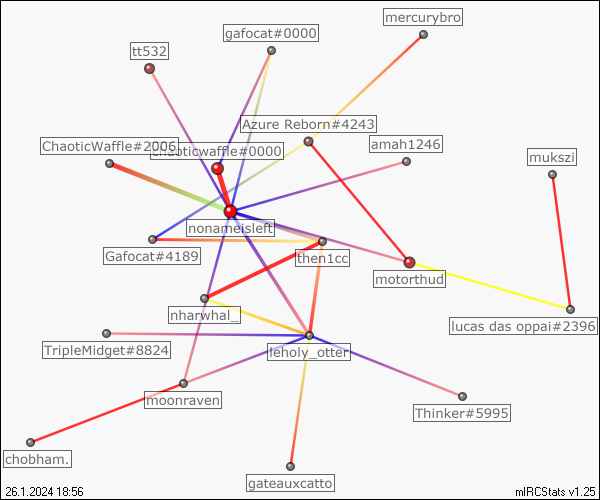 mercurybro
gafocat#0000
tt532
Azure Reborn#4243
amah1246
ChaoticWaffle#2006
chaoticwaffle#0000
mukszi
nonameisleft
Gafocat#4189
then1cc
motorthud
nharwhal_
lucas das oppai#2396
TripleMidget#8824
leholy_otter
moonraven
Thinker#5995
chobham.
gateauxcatto
26.1.2024 18:56
mIRCStats v1.25